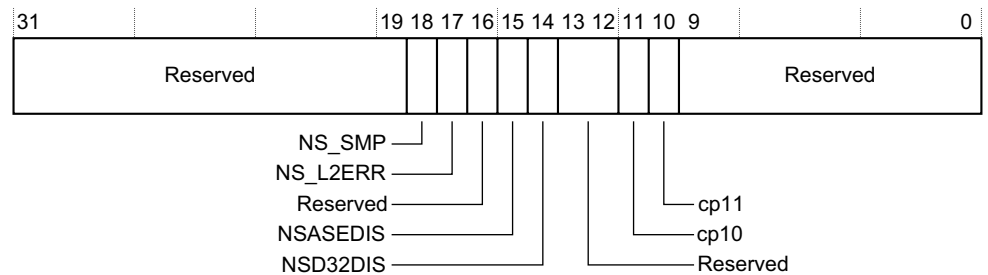 31 19 18 17 16 15 14 13 12 11 10 9 0
Reserved Reserved
NS_SMP
NS_L2ERR
Reserved cp11
NSASEDIS cp10
NSD32DIS Reserved